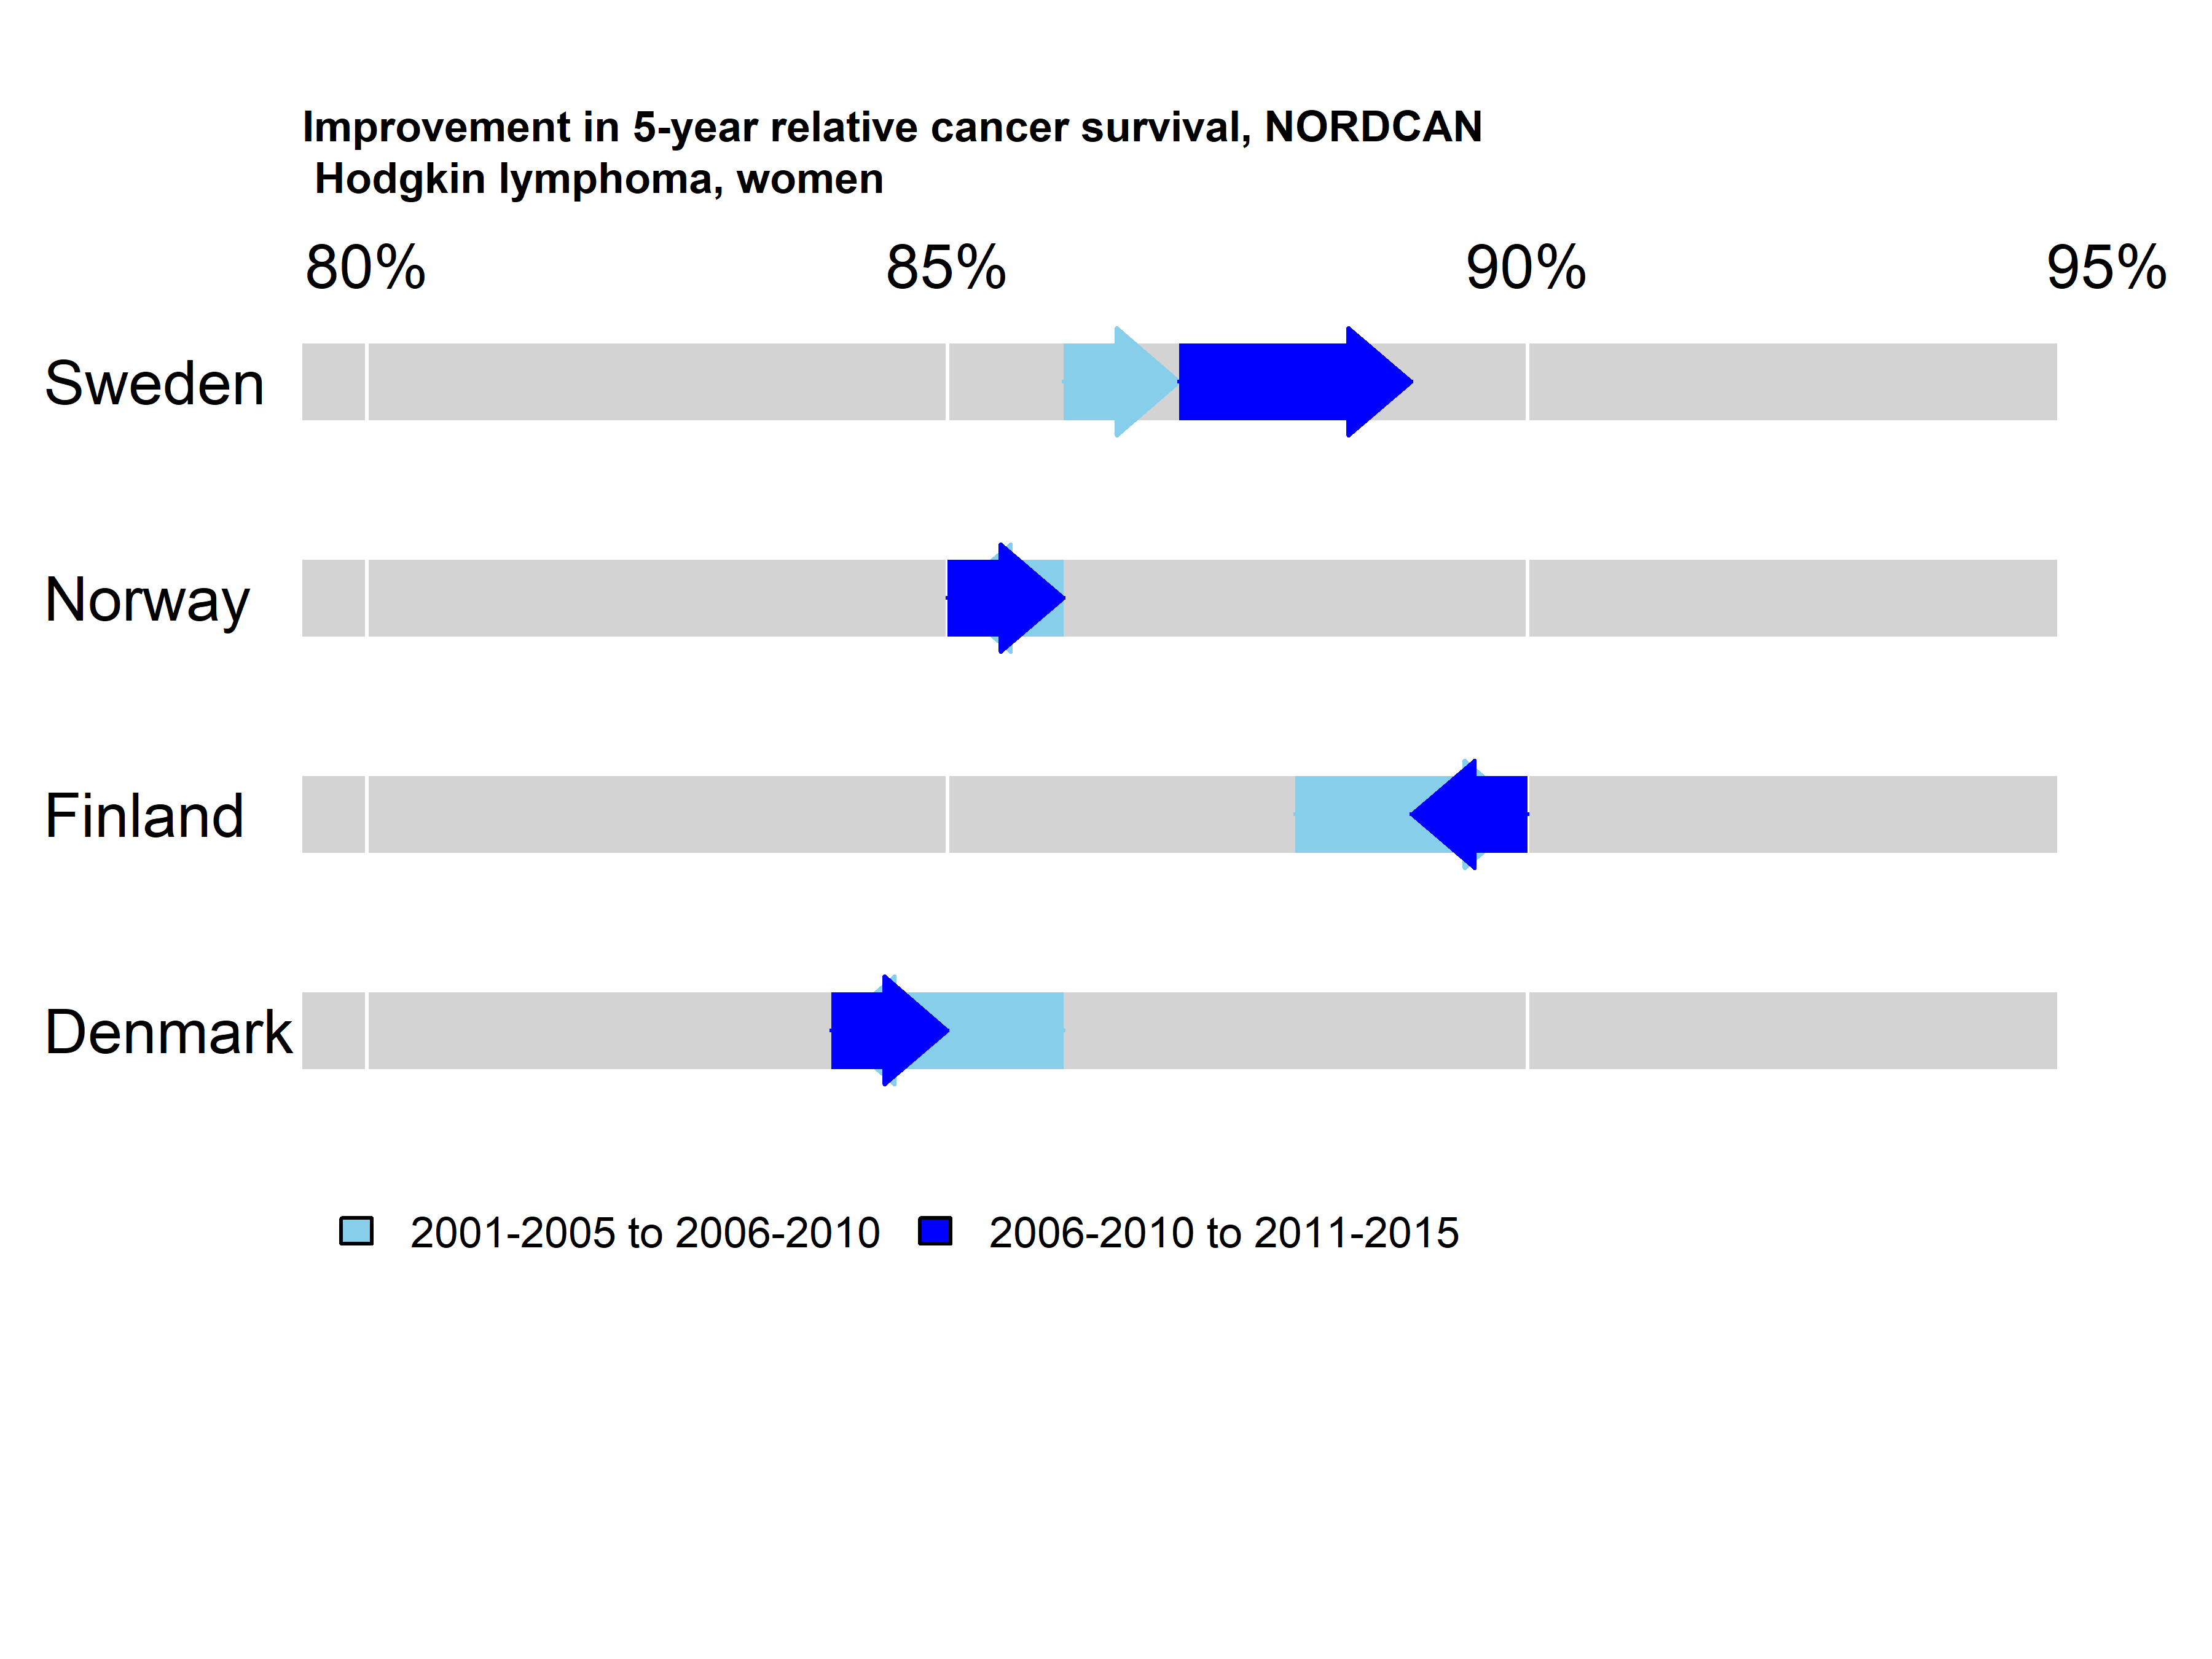 Improvement in 5-year relative cancer survival, NORDCAN
Hodgkin lymphoma, women
80% 85% 90% 95%
Sweden
Norway
Finland
Denmark
2001-2005 to 2006-2010 2006-2010 to 2011-2015